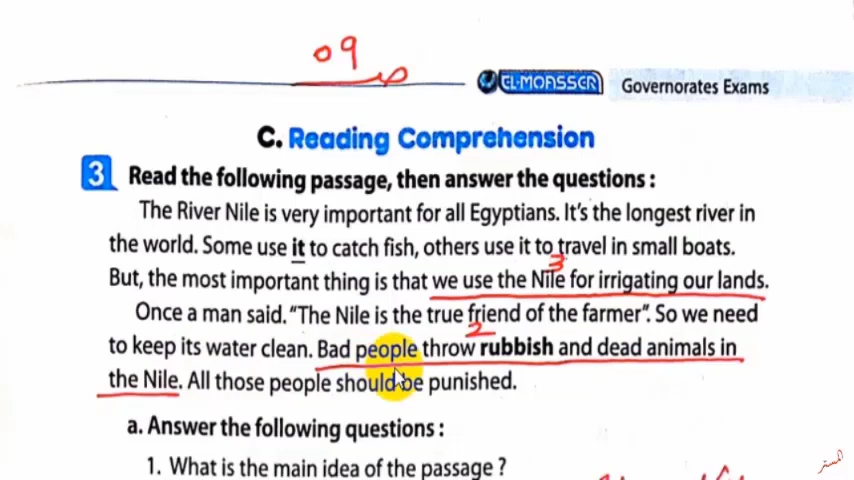 ص 59
EL-MOASSER Governorates Exams
C. Reading Comprehension
3 Read the following passage, then answer the questions :
The River Nile is very important for all Egyptians. It's the longest river in
the world. Some use it to catch fish, others use it to travel in small boats.
3
But, the most important thing is that we use the Nile for irrigating our lands.
Once a man said. "The Nile is the true friend of the farmer". So we need
2
to keep its water clean. Bad people throw rubbish and dead animals in
the Nile. All those people should be punished.
a. Answer the following questions :
1. What is the main idea of the passage ?